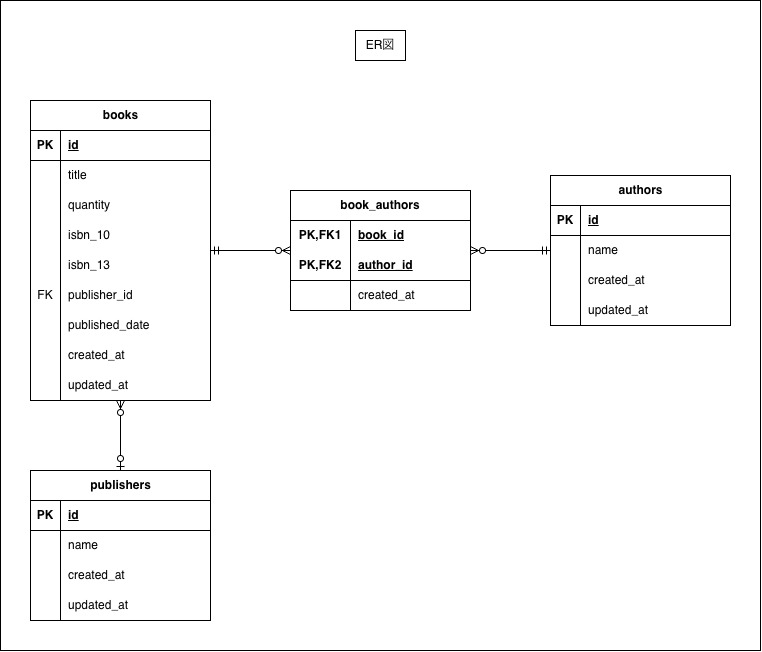 ER図
books
PK id
title
quantity
isbn_10
isbn_13
FK publisher_id
published_date
created_at
updated_at
book_authors
PK,FK1 book_id
PK,FK2 author_id
created_at
authors
PK id
name
created_at
updated_at
publishers
PK id
name
created_at
updated_at